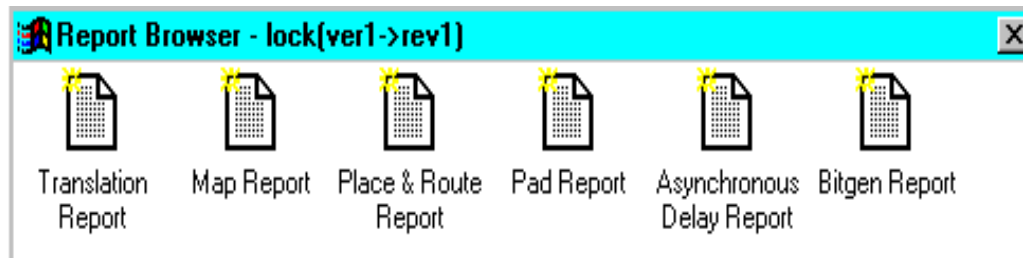 Report Browser - lock(ver1->rev1)
Translation Report
Map Report
Place & Route Report
Pad Report
Asynchronous Delay Report
Bitgen Report